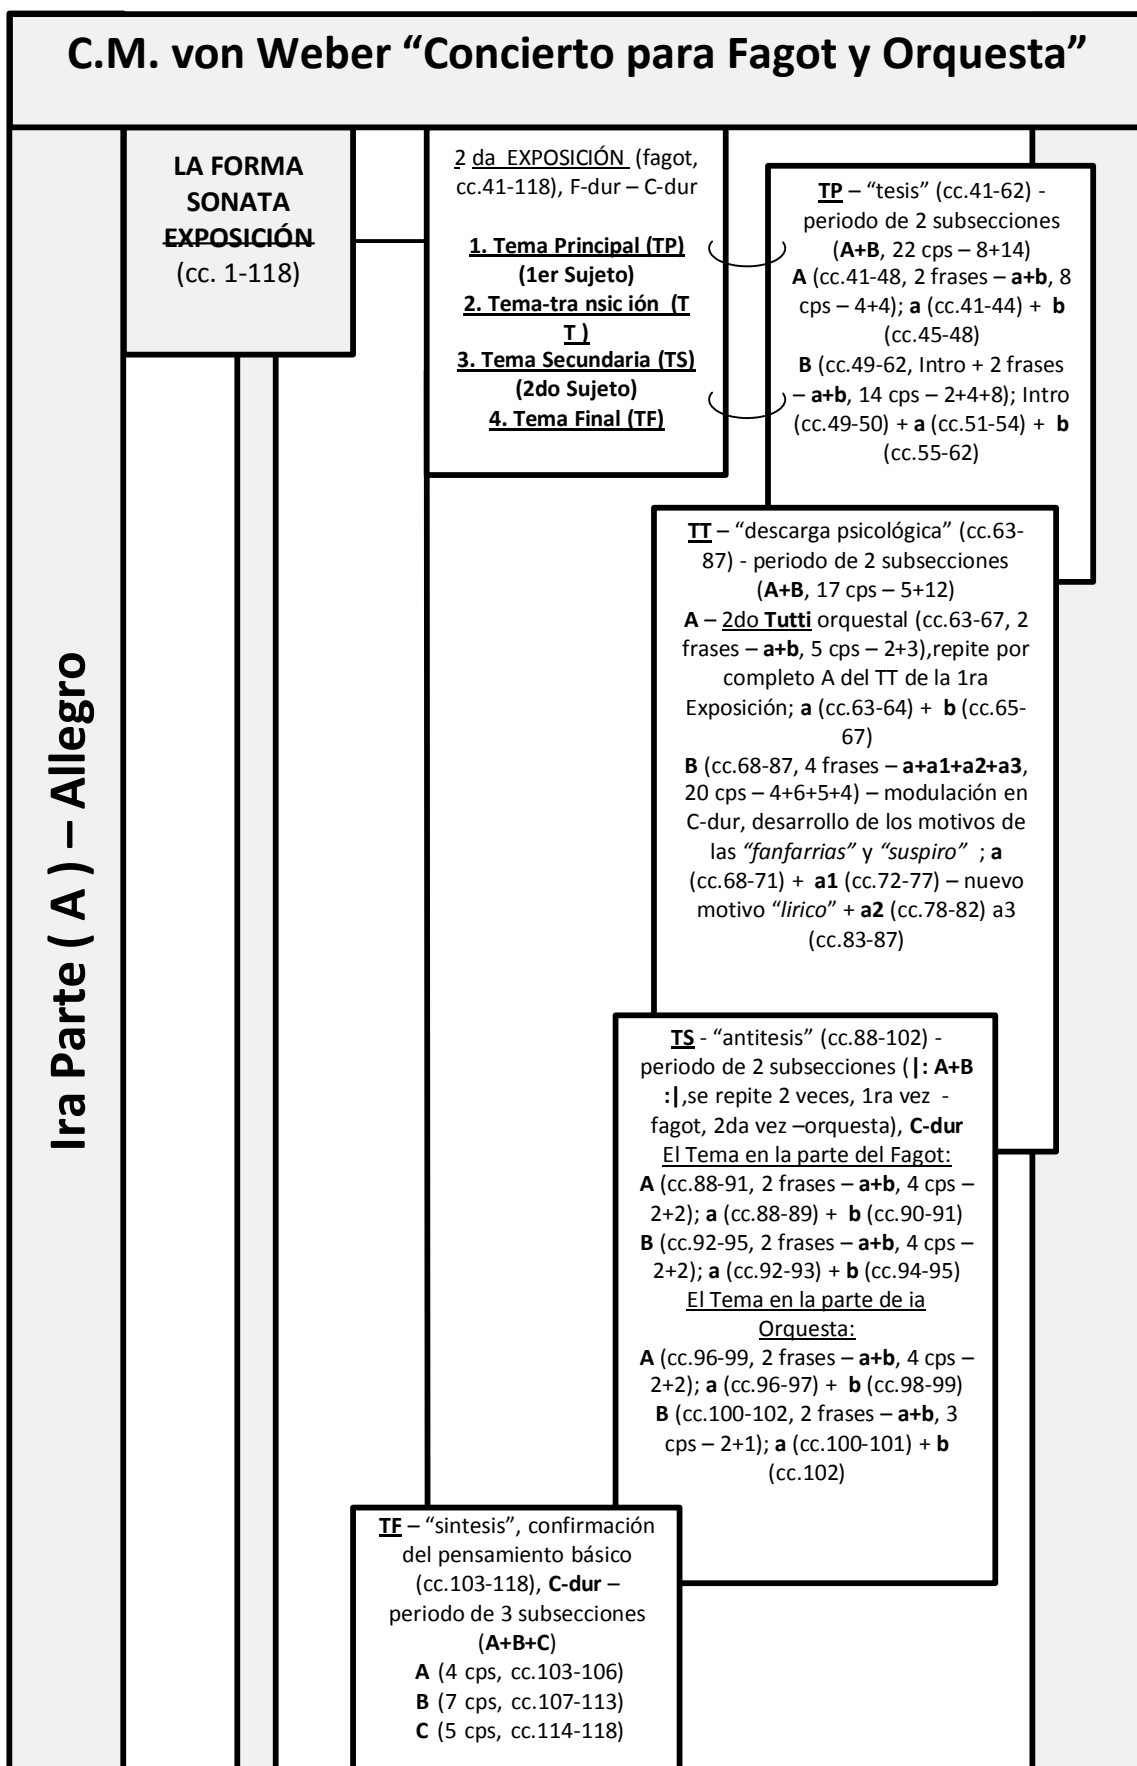 C.M. von Weber “Concierto para Fagot y Orquesta”
Ira Parte ( A ) – Allegro
LA FORMA
SONATA
EXPOSICIÓN
(cc. 1-118)
2 da EXPOSICIÓN (fagot,
cc.41-118), F-dur – C-dur
1. Tema Principal (TP)
(1er Sujeto)
2. Tema-tra nsic ión (T
T )
3. Tema Secundaria (TS)
(2do Sujeto)
4. Tema Final (TF)
TP – “tesis” (cc.41-62) -
periodo de 2 subsecciones
(A+B, 22 cps – 8+14)
A (cc.41-48, 2 frases – a+b, 8
cps – 4+4); a (cc.41-44) + b
(cc.45-48)
B (cc.49-62, Intro + 2 frases
– a+b, 14 cps – 2+4+8); Intro
(cc.49-50) + a (cc.51-54) + b
(cc.55-62)
TT – “descarga psicológica” (cc.63-
87) - periodo de 2 subsecciones
(A+B, 17 cps – 5+12)
A – 2do Tutti orquestal (cc.63-67, 2
frases – a+b, 5 cps – 2+3),repite por
completo A del TT de la 1ra
Exposición; a (cc.63-64) + b (cc.65-
67)
B (cc.68-87, 4 frases – a+a1+a2+a3,
20 cps – 4+6+5+4) – modulación en
C-dur, desarrollo de los motivos de
las “fanfarrias” y “suspiro” ; a
(cc.68-71) + a1 (cc.72-77) – nuevo
motivo “lirico” + a2 (cc.78-82) a3
(cc.83-87)
TS - “antitesis” (cc.88-102) -
periodo de 2 subsecciones (|: A+B
:|,se repite 2 veces, 1ra vez -
fagot, 2da vez –orquesta), C-dur
El Tema en la parte del Fagot:
A (cc.88-91, 2 frases – a+b, 4 cps –
2+2); a (cc.88-89) + b (cc.90-91)
B (cc.92-95, 2 frases – a+b, 4 cps –
2+2); a (cc.92-93) + b (cc.94-95)
El Tema en la parte de ia
Orquesta:
A (cc.96-99, 2 frases – a+b, 4 cps –
2+2); a (cc.96-97) + b (cc.98-99)
B (cc.100-102, 2 frases – a+b, 3
cps – 2+1); a (cc.100-101) + b
(cc.102)
TF – “sintesis”, confirmación
del pensamiento básico
(cc.103-118), C-dur –
periodo de 3 subsecciones
(A+B+C)
A (4 cps, cc.103-106)
B (7 cps, cc.107-113)
C (5 cps, cc.114-118)